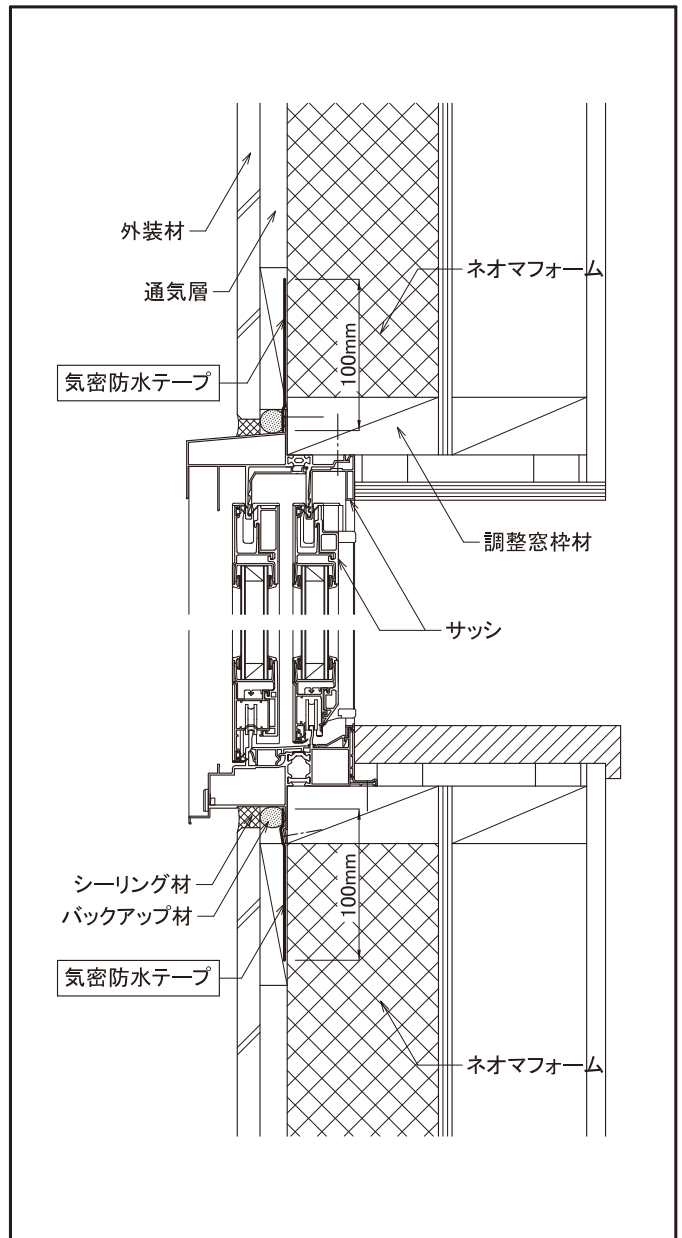 外装材
通気層
ネオマフォーム
気密防水テープ
100mm
調整窓枠材
サッシ
シーリング材
バックアップ材
100mm
気密防水テープ
ネオマフォーム